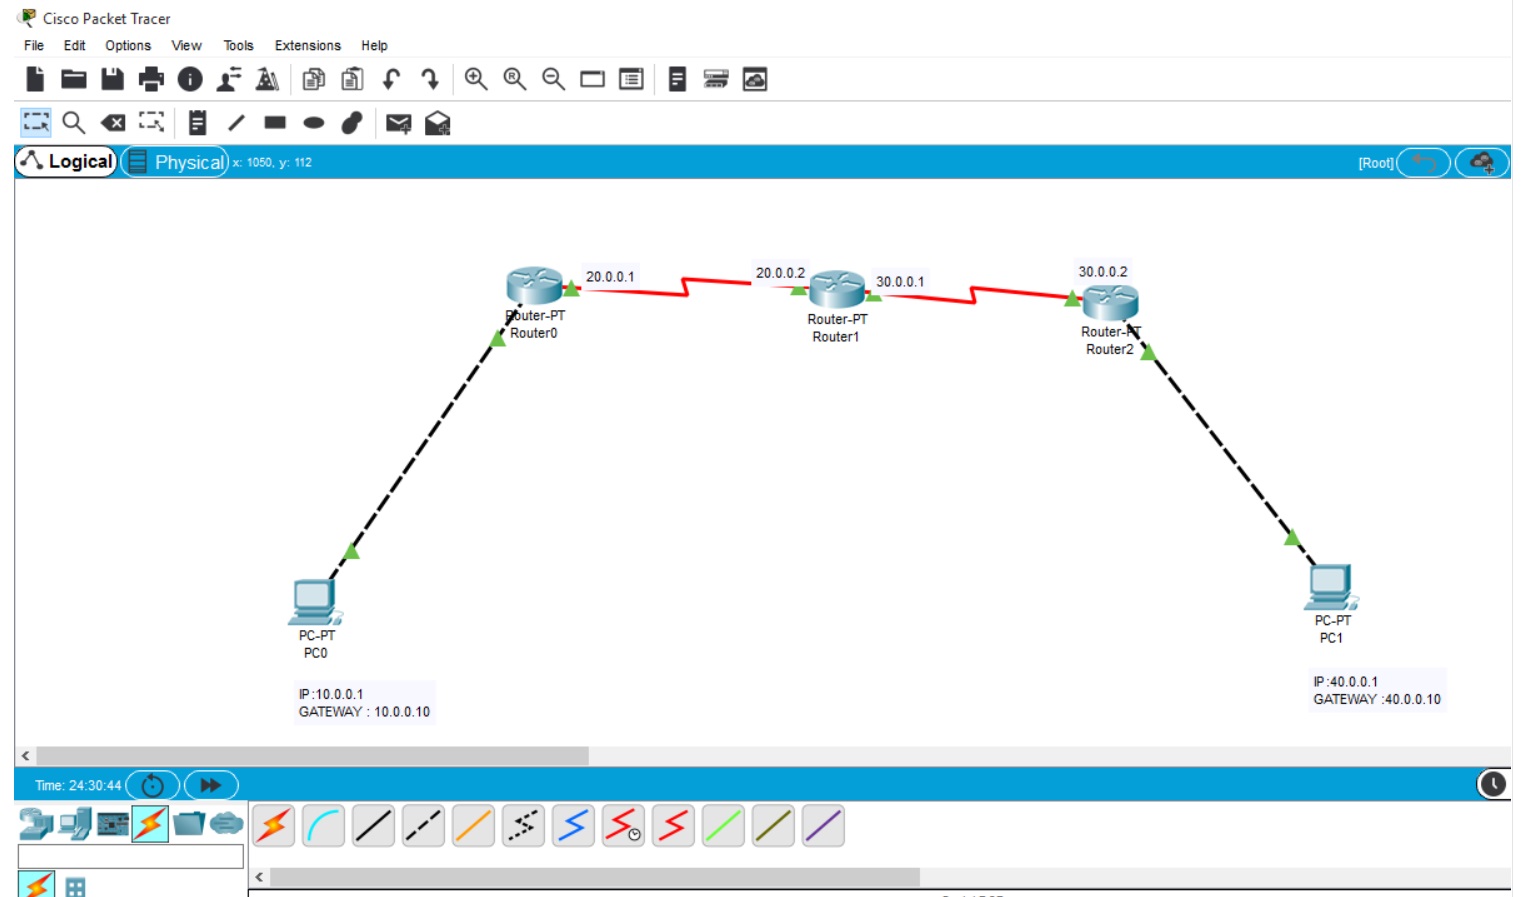 Cisco Packet Tracer
File Edit Options View Tools Extensions Help
Logical Physical x: 1050, y: 112 [Root]
20.0.0.1
20.0.0.2
30.0.0.1
30.0.0.2
Router-PT
Router0
Router-PT
Router1
Router-PT
Router2
PC-PT
PC0
PC-PT
PC1
IP:10.0.0.1
GATEWAY : 10.0.0.10
IP:40.0.0.1
GATEWAY :40.0.0.10
Time: 24:30:44